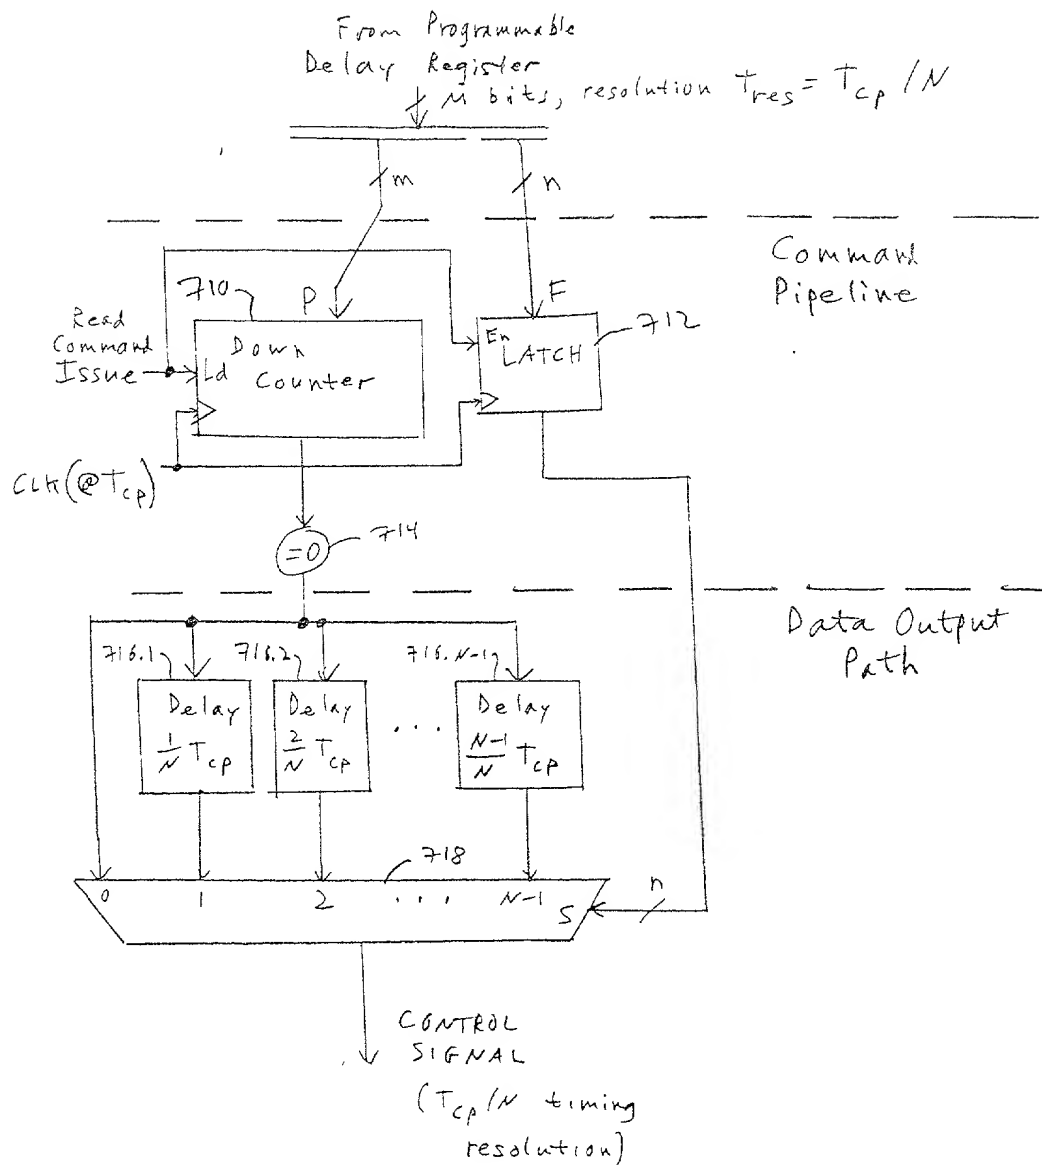 From Programmable
Delay Register
M bits, resolution Tres = Tcp/N
m
n
Command
Pipeline
710
P
F
712
Read
Command
Issue
Ld
Down
Counter
En
LATCH
CLK(@Tcp)
=0
714
Data Output
Path
716.1
716.2
716.N-1
Delay
1/N Tcp
Delay
2/N Tcp
...
Delay
N-1/N Tcp
718
0
1
2
...
N-1
S
n
CONTROL
SIGNAL
(Tcp/N timing
resolution)